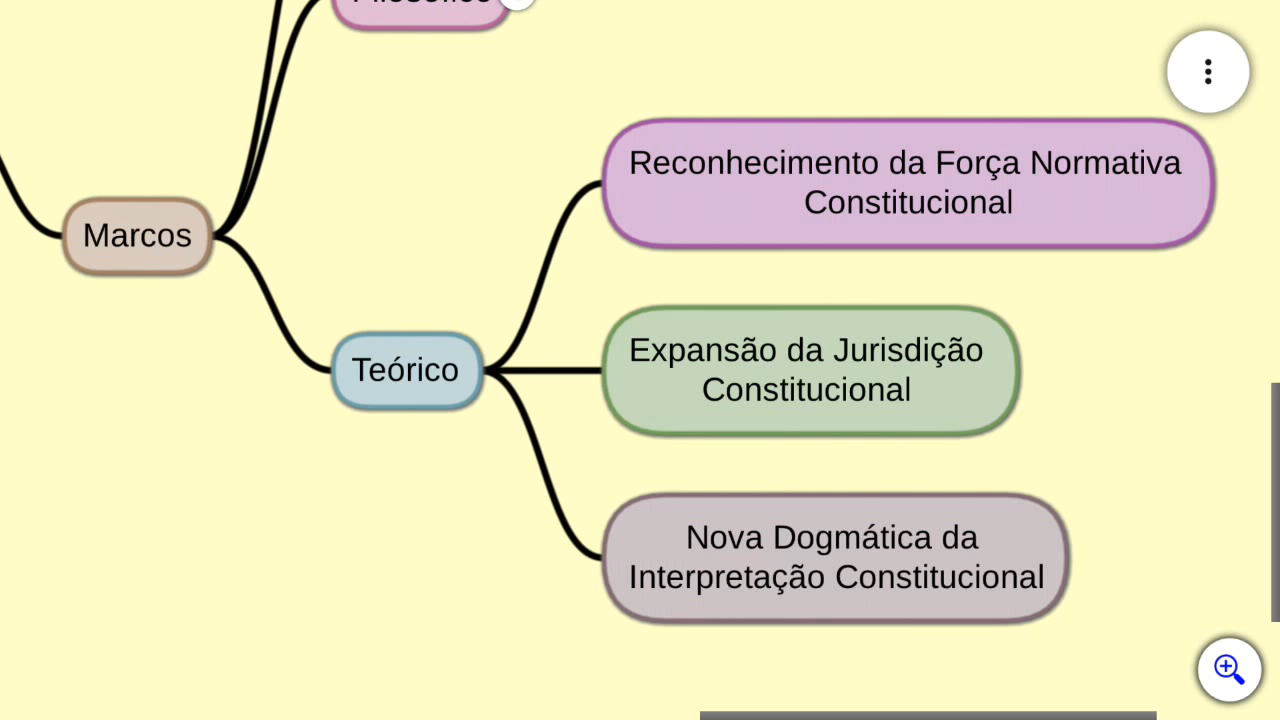 Marcos
Teórico
Reconhecimento da Força Normativa
Constitucional
Expansão da Jurisdição
Constitucional
Nova Dogmática da
Interpretação Constitucional